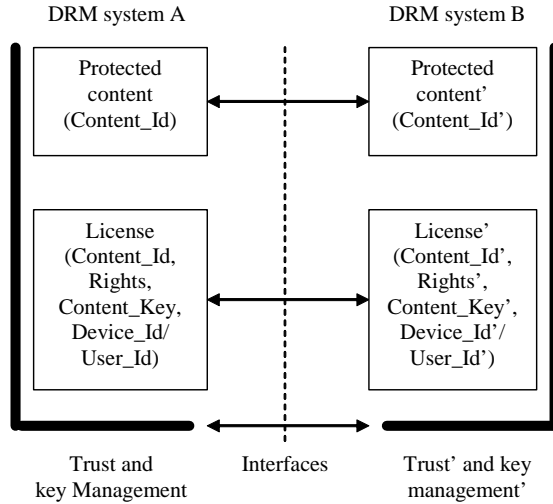 DRM system A
DRM system B
Protected
content
(Content_Id)
Protected
content’
(Content_Id’)
License
(Content_Id,
Rights,
Content_Key,
Device_Id/
User_Id)
License’
(Content_Id’,
Rights’,
Content_Key’,
Device_Id’/
User_Id’)
Trust and
key Management
Interfaces
Trust’ and key
management’